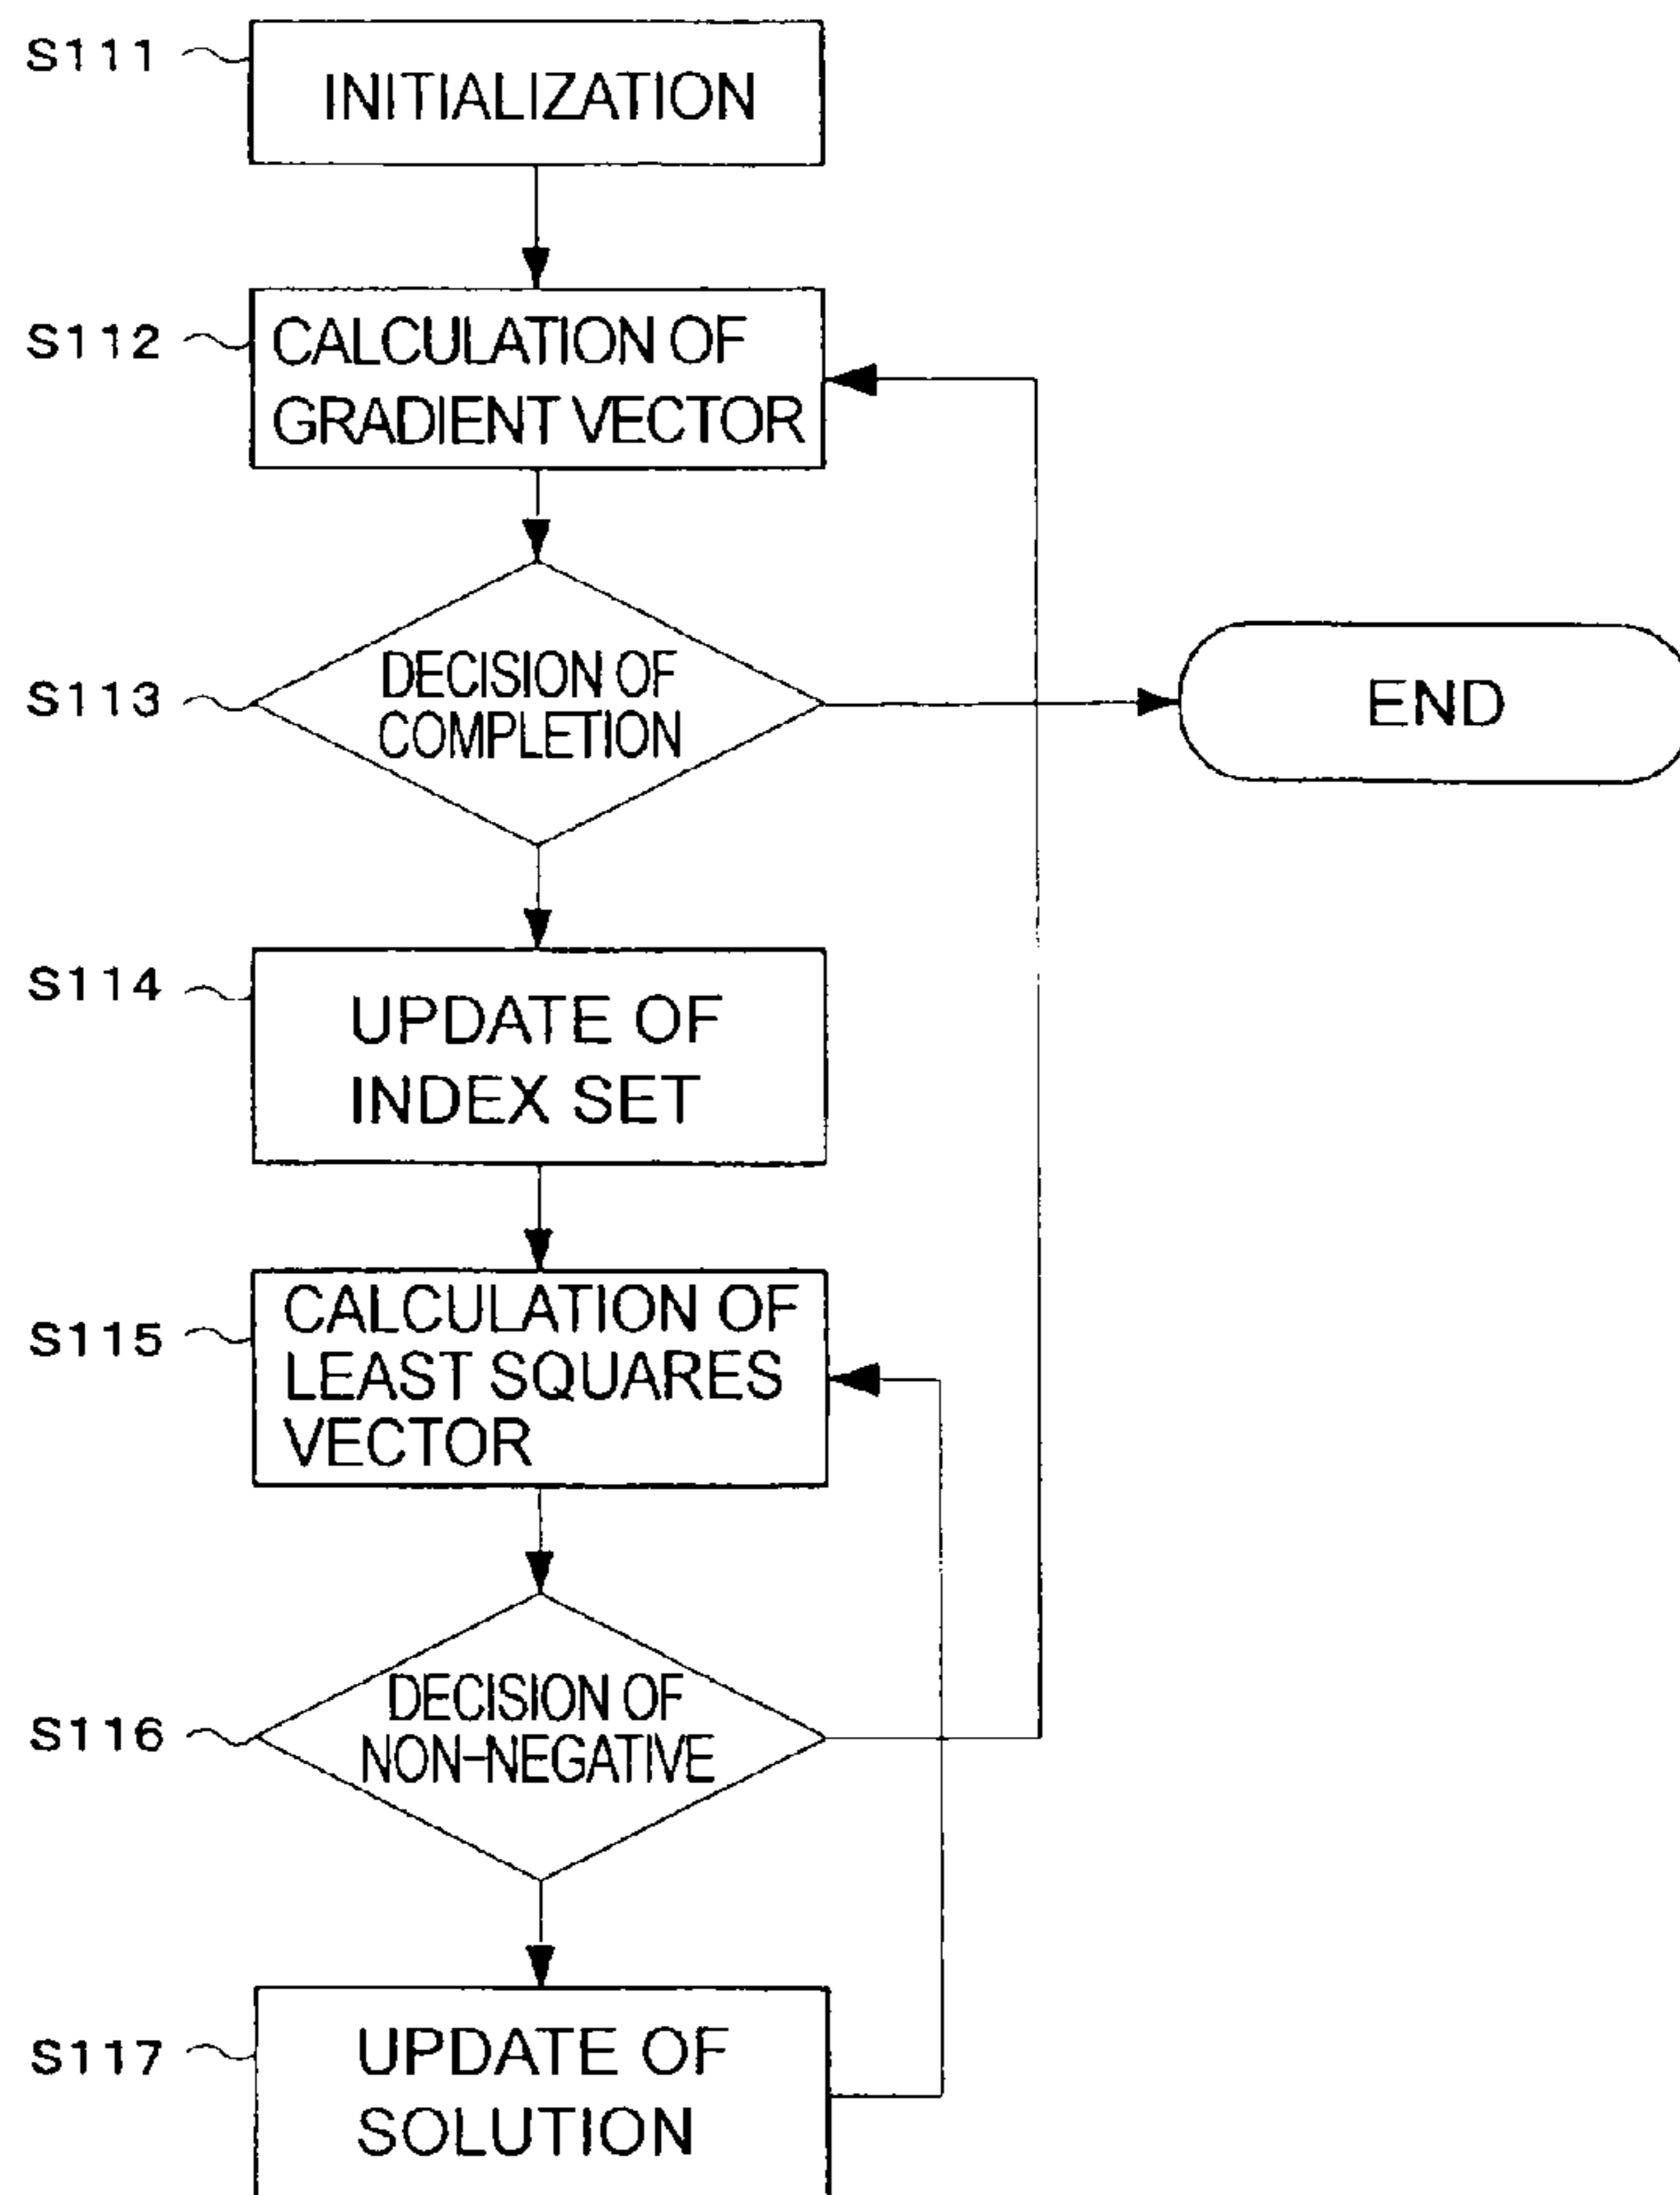 S111
INITIALIZATION
S112
CALCULATION OF
GRADIENT VECTOR
S113
DECISION OF
COMPLETION
END
S114
UPDATE OF
INDEX SET
S115
CALCULATION OF
LEAST SQUARES
VECTOR
S116
DECISION OF
NON-NEGATIVE
S117
UPDATE OF
SOLUTION